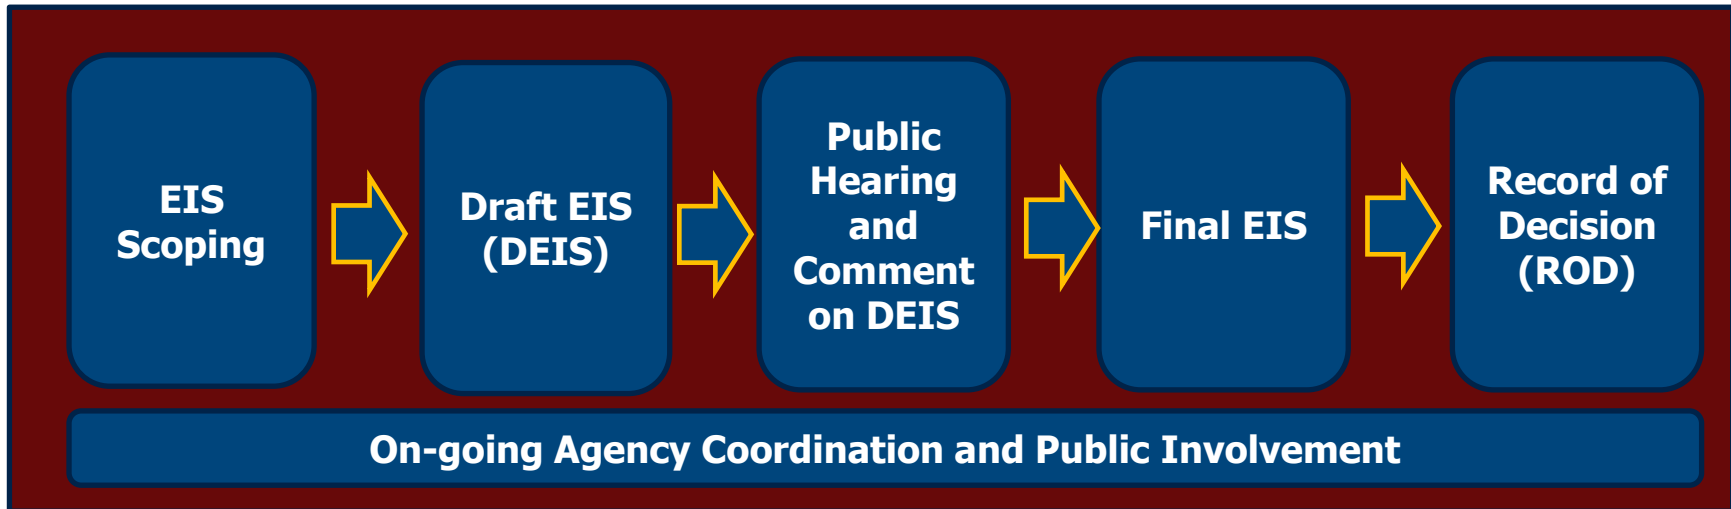 EIS
Scoping
Draft EIS
(DEIS)
Public
Hearing
and
Comment
on DEIS
Final EIS
Record of
Decision
(ROD)
On-going Agency Coordination and Public Involvement